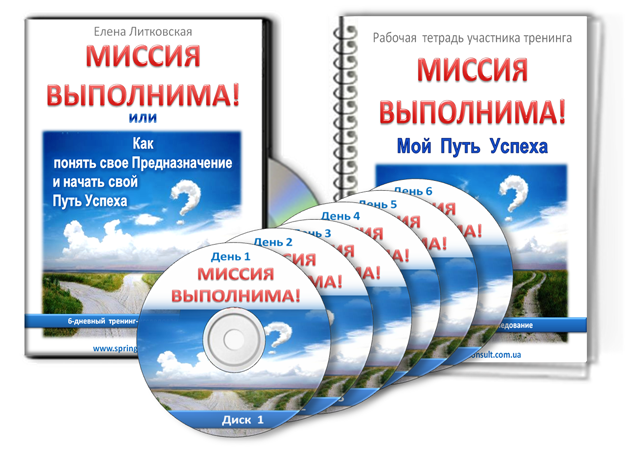 Елена Литковская
МИССИЯ
ВЫПОЛНИМА!
или
Как
понять свое Предназначение
и начать свой
Путь Успеха
?
6-дневный тренинг-
www.spring
Рабочая тетрадь участника тренинга
МИССИЯ
ВЫПОЛНИМА!
Мой Путь Успеха
?
onsult.com.ua
День 1
МИССИЯ
ВЫПОЛНИМА!
?
Диск 1
День 2
День 3
День 4
День 5
День 6